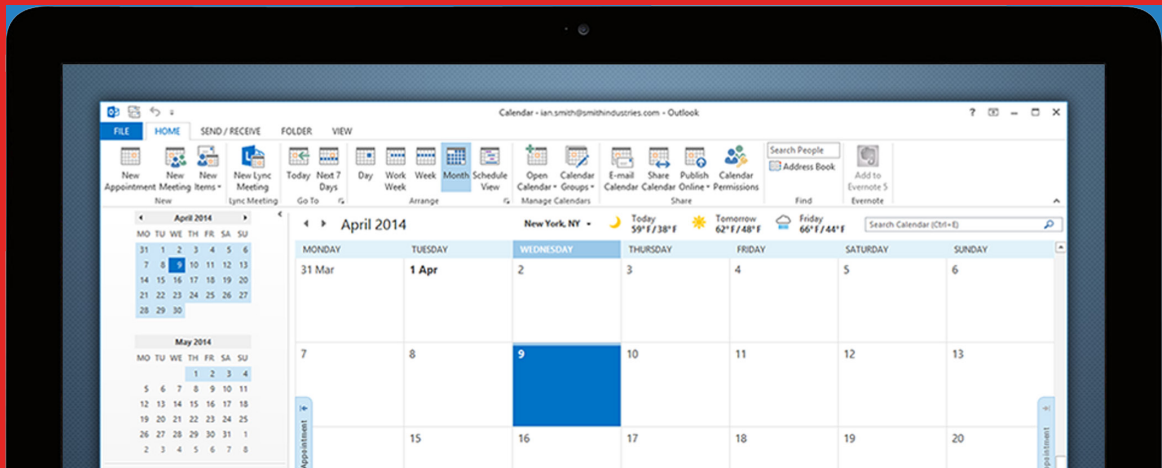 Calendar - ian.smith@smithindustries.com - Outlook
FILE HOME SEND / RECEIVE FOLDER VIEW
New Appointment
New Meeting
New Items
New Lync Meeting
Today
Next 7 Days
Day
Work Week
Week
Month
Schedule View
Open Calendar
Calendar Groups
E-mail Calendar
Share Calendar
Publish Online
Calendar Permissions
Search People
Address Book
Add to Evernote 5
New Lync Meeting Go To Arrange Manage Calendars Share Find Evernote
April 2014
MO TU WE TH FR SA SU
31 1 2 3 4 5 6
7 8 9 10 11 12 13
14 15 16 17 18 19 20
21 22 23 24 25 26 27
28 29 30
May 2014
MO TU WE TH FR SA SU
1 2 3 4
5 6 7 8 9 10 11
12 13 14 15 16 17 18
19 20 21 22 23 24 25
26 27 28 29 30 31 1
2 3 4 5 6 7 8
April 2014
New York, NY
Today
59°F/38°F
Tomorrow
62°F/48°F
Friday
66°F/44°F
Search Calendar (Ctrl+E)
MONDAY TUESDAY WEDNESDAY THURSDAY FRIDAY SATURDAY SUNDAY
31 Mar 1 Apr 2 3 4 5 6
7 8 9 10 11 12 13
15 16 17 18 19 20
Appointment